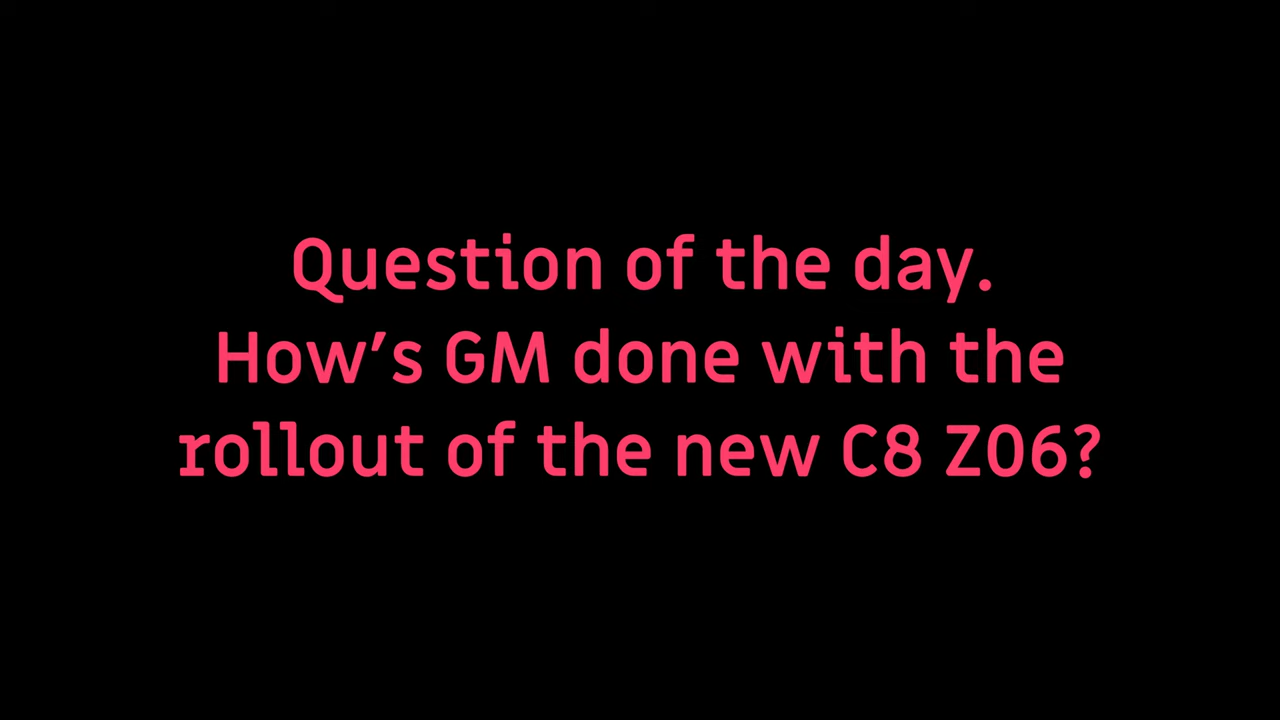 Question of the day.
How's GM done with the
rollout of the new C8 Z06?